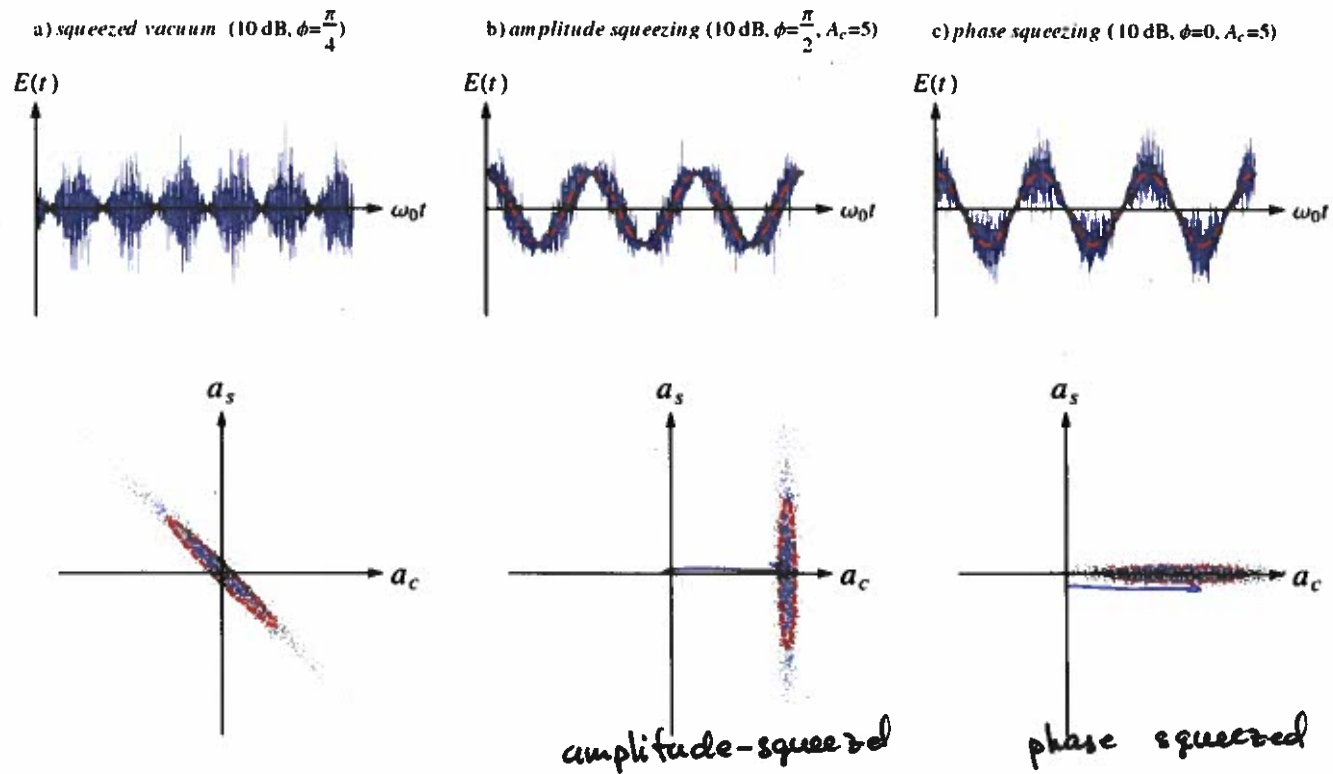 a) squeezed vacuum (10 dB, ϕ=π/4)
b) amplitude squeezing (10 dB, ϕ=π/2, A_c=5)
c) phase squeezing (10 dB, ϕ=0, A_c=5)
E(t)
E(t)
E(t)
ω₀t
ω₀t
ω₀t
a_s
a_s
a_s
a_c
a_c
a_c
amplitude-squeezed
phase squeezed